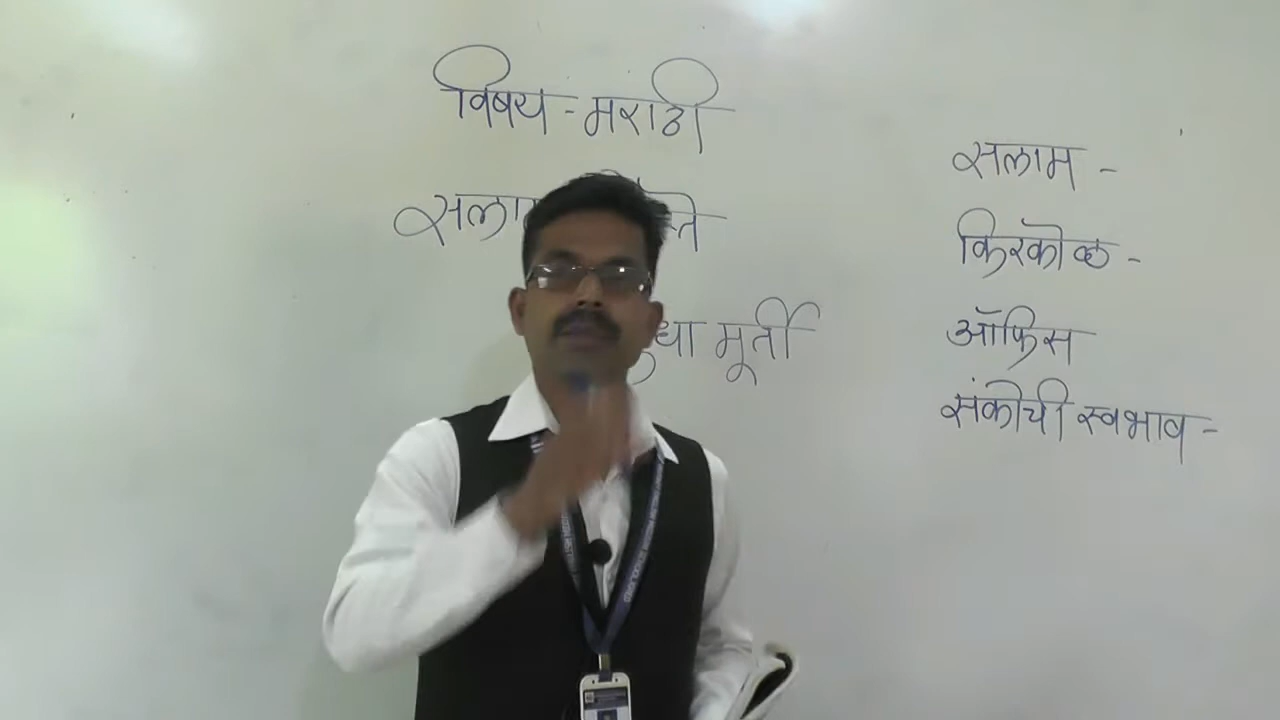 विषय - मराठी
मूर्ती
सलाम -
किरकोळ -
ऑफिस
संकोची स्वभाव -